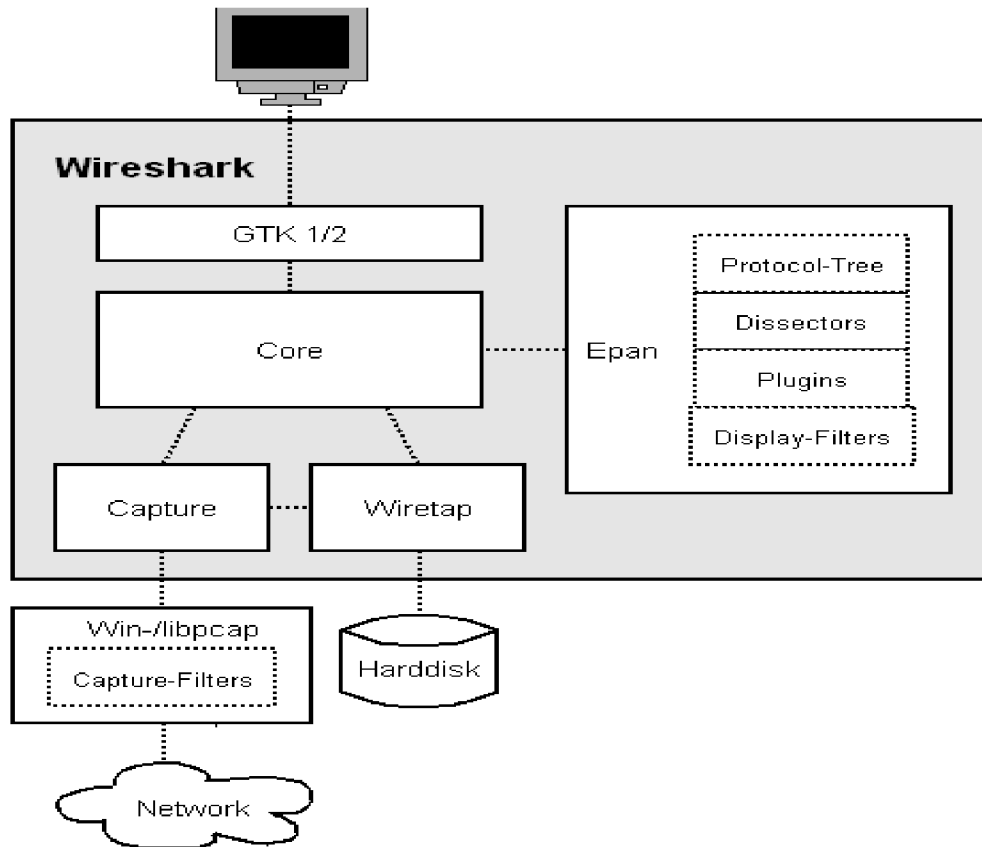 Wireshark
GTK 1/2
Core
Epan
Protocol-Tree
Dissectors
Plugins
Display-Filters
Capture
Wiretap
Win-/libpcap
Capture-Filters
Harddisk
Network